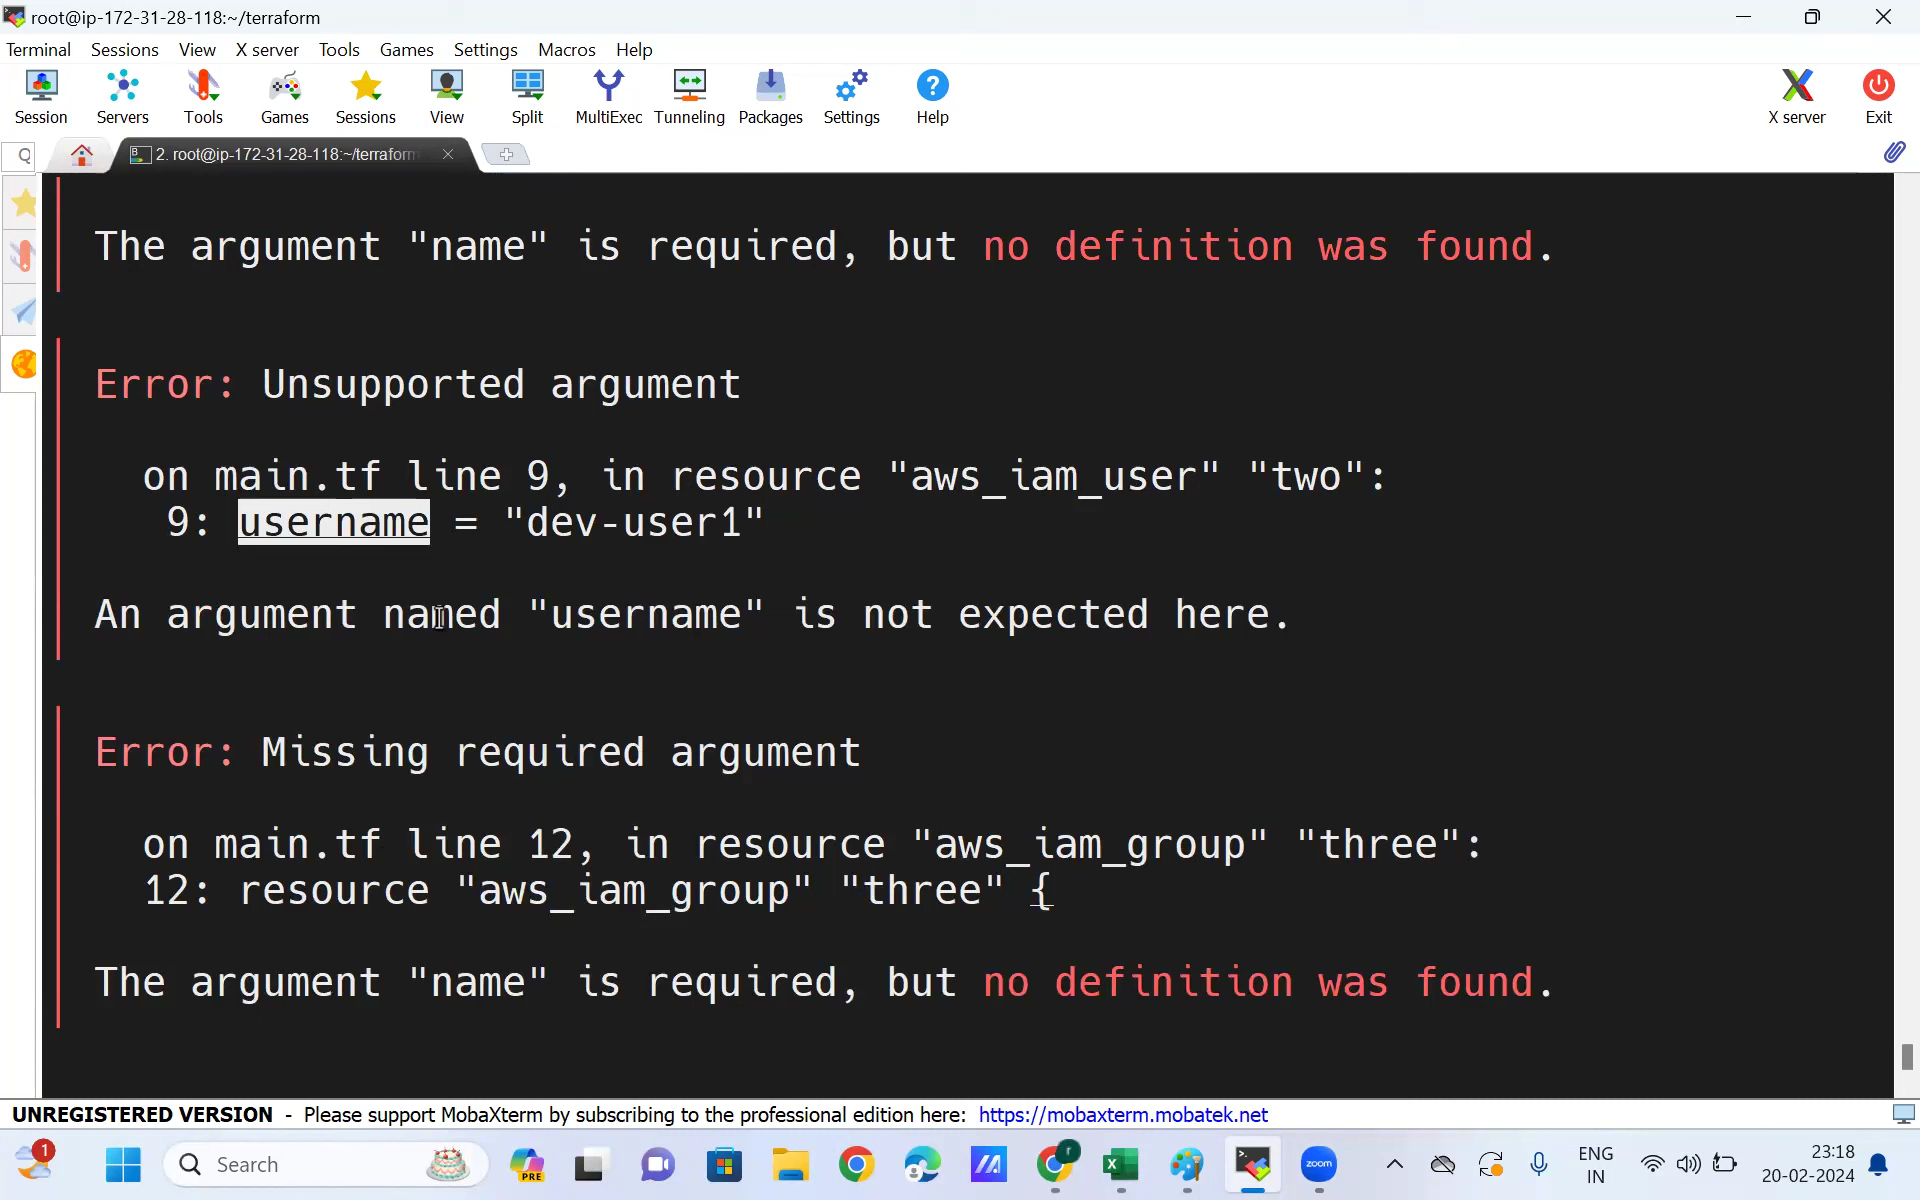 root@ip-172-31-28-118:~/terraform
Terminal Sessions View X server Tools Games Settings Macros Help
Session Servers Tools Games Sessions View Split MultiExec Tunneling Packages Settings Help X server Exit
2. root@ip-172-31-28-118:~/terraform
The argument "name" is required, but no definition was found.
Error: Unsupported argument
on main.tf line 9, in resource "aws_iam_user" "two":
9: username = "dev-user1"
An argument named "username" is not expected here.
Error: Missing required argument
on main.tf line 12, in resource "aws_iam_group" "three":
12: resource "aws_iam_group" "three" {
The argument "name" is required, but no definition was found.
UNREGISTERED VERSION - Please support MobaXterm by subscribing to the professional edition here: https://mobaxterm.mobatek.net
1 Search PRE r zoom ENG 23:18
IN 20-02-2024